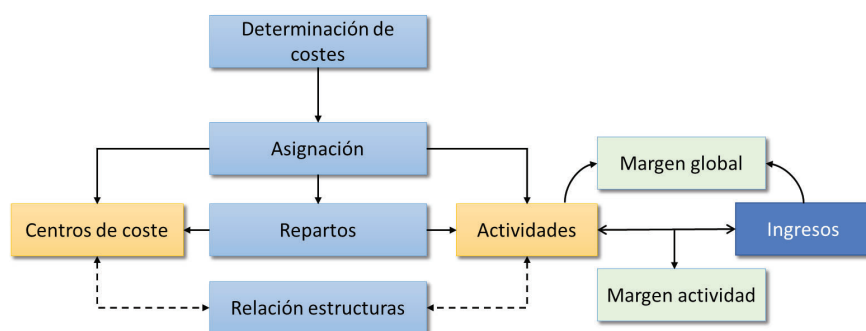 Determinación de
costes
Asignación
Margen global
Centros de coste
Repartos
Actividades
Ingresos
Relación estructuras
Margen actividad